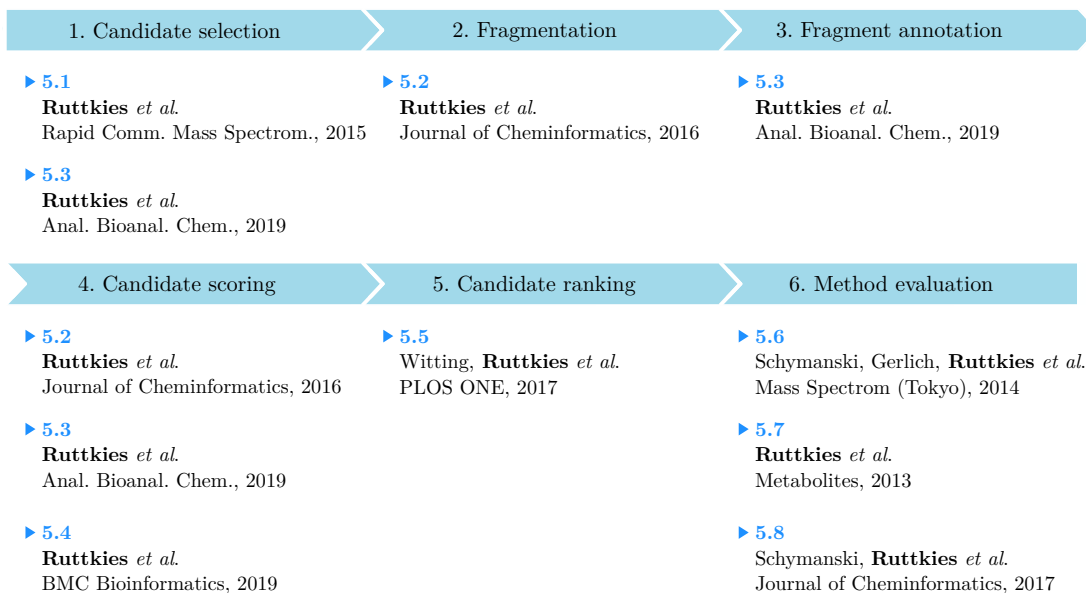 1. Candidate selection
▶ 5.1
Ruttkies et al.
Rapid Comm. Mass Spectrom., 2015
▶ 5.3
Ruttkies et al.
Anal. Bioanal. Chem., 2019
2. Fragmentation
▶ 5.2
Ruttkies et al.
Journal of Cheminformatics, 2016
3. Fragment annotation
▶ 5.3
Ruttkies et al.
Anal. Bioanal. Chem., 2019
4. Candidate scoring
▶ 5.2
Ruttkies et al.
Journal of Cheminformatics, 2016
▶ 5.3
Ruttkies et al.
Anal. Bioanal. Chem., 2019
▶ 5.4
Ruttkies et al.
BMC Bioinformatics, 2019
5. Candidate ranking
▶ 5.5
Witting, Ruttkies et al.
PLOS ONE, 2017
6. Method evaluation
▶ 5.6
Schymanski, Gerlich, Ruttkies et al.
Mass Spectrom (Tokyo), 2014
▶ 5.7
Ruttkies et al.
Metabolites, 2013
▶ 5.8
Schymanski, Ruttkies et al.
Journal of Cheminformatics, 2017